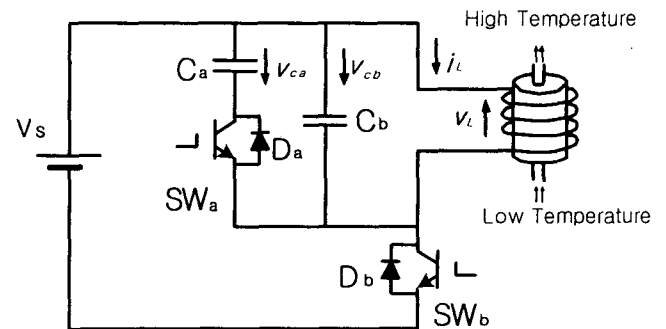 High Temperature
Ca
vca
vcb
iL
Vs
Cb
vL
Da
SWa
Low Temperature
Db
SWb